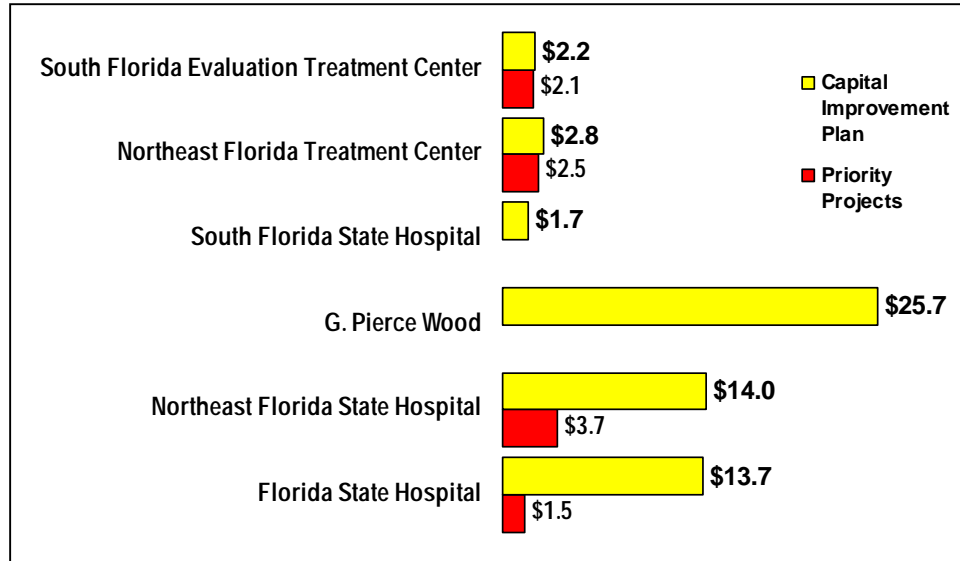 South Florida Evaluation Treatment Center
$2.2
$2.1
Northeast Florida Treatment Center
$2.8
$2.5
South Florida State Hospital
$1.7
G. Pierce Wood
$25.7
Northeast Florida State Hospital
$14.0
$3.7
Florida State Hospital
$13.7
$1.5
Capital
Improvement
Plan
Priority
Projects